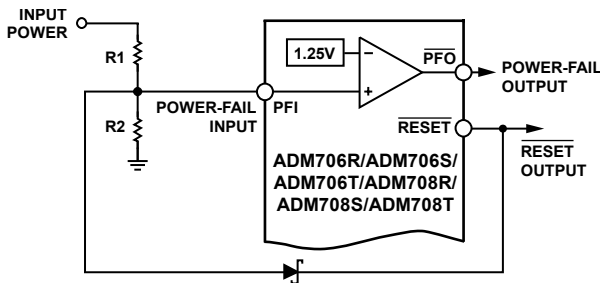 INPUT
POWER
R1
R2
1.25V
−
+
PFO
POWER-FAIL
OUTPUT
POWER-FAIL
INPUT
PFI
RESET
RESET
OUTPUT
ADM706R/ADM706S/
ADM706T/ADM708R/
ADM708S/ADM708T